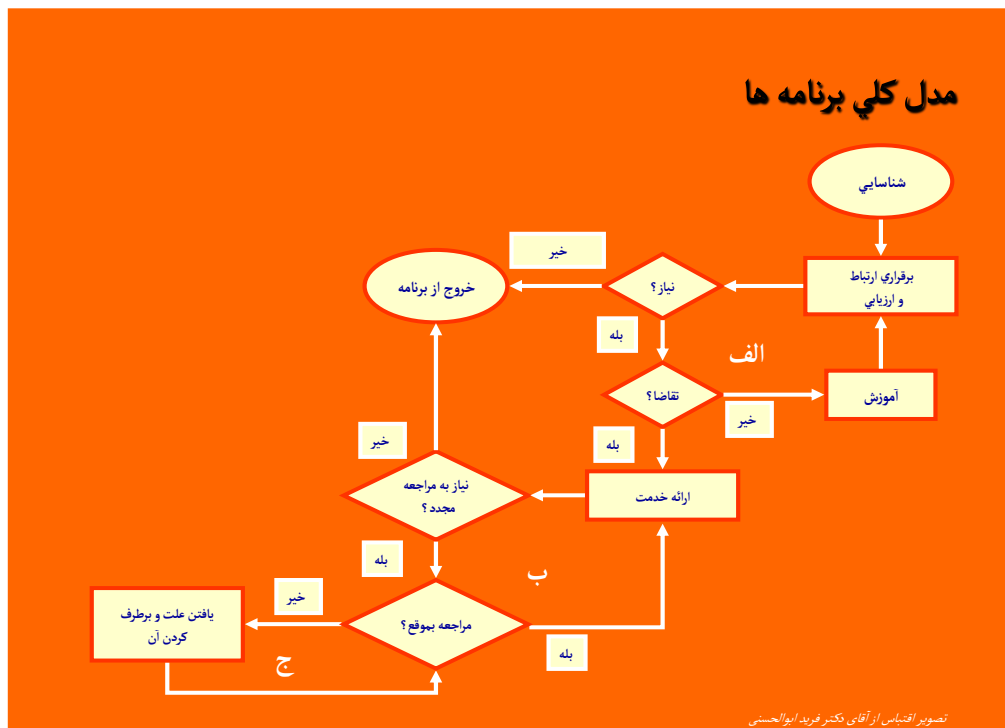 مدل كلي برنامه ها
شناسايي
برقراري ارتباط
و ارزيابي
نياز؟
خير
خروج از برنامه
بله
الف
تقاضا؟
خير
آموزش
بله
ارائه خدمت
نياز به مراجعه
مجدد؟
خير
بله
ب
مراجعه بموقع؟
بله
خير
يافتن علت و برطرف
كردن آن
ج
تصویر اقتباس از آقای دکتر فرید ابوالحسنی